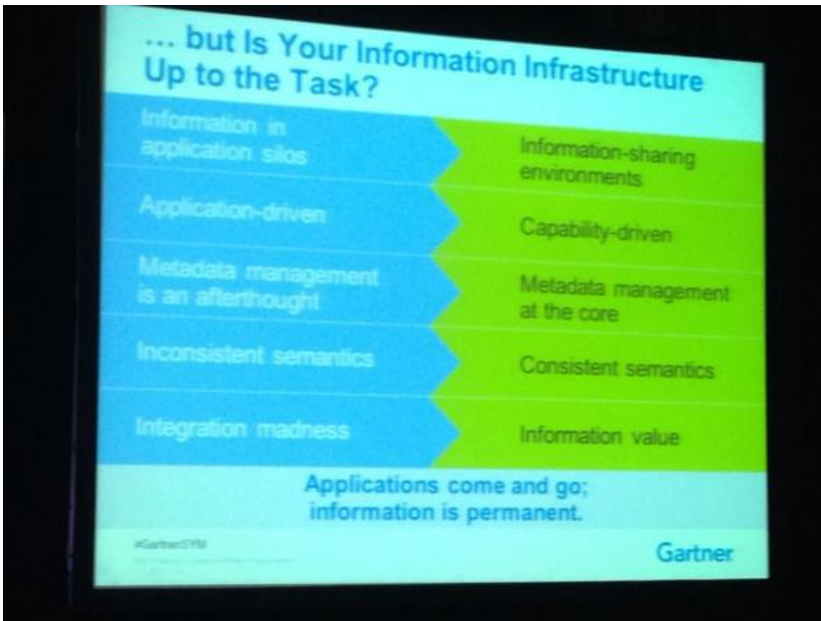 ... but Is Your Information Infrastructure
Up to the Task?
Information in
application silos
Information-sharing
environments
Application-driven
Capability-driven
Metadata management
is an afterthought
Metadata management
at the core
Inconsistent semantics
Consistent semantics
Integration madness
Information value
Applications come and go;
information is permanent.
#GartnerSYM
Gartner